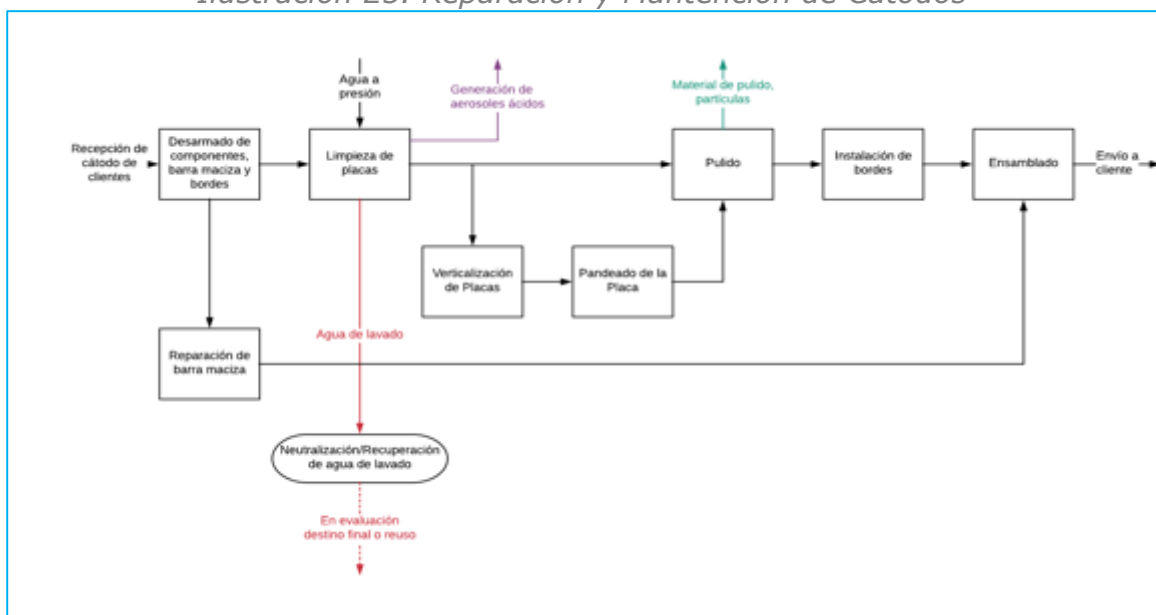 Ilustración 25: Reparación y Mantención de Cátodos
Agua a
presión
Generación de
aerosoles ácidos
Material de pulido,
partículas
Recepción de
cátodo de
clientes
Desarmado de
componentes,
barra maciza y
bordes
Limpieza de
placas
Pulido
Instalación de
bordes
Ensamblado
Envío a
cliente
Verticalización
de Placas
Pandeado de la
Placa
Agua de lavado
Reparación de
barra maciza
Neutralización/Recuperación
de agua de lavado
En evaluación
destino final o reuso